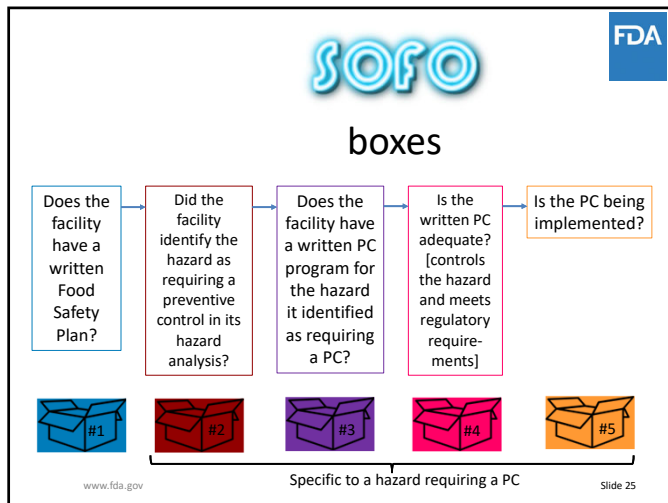 FDA
SOFO
boxes
Does the
facility
have a
written
Food
Safety
Plan?
Did the
facility
identify the
hazard as
requiring a
preventive
control in its
hazard
analysis?
Does the
facility have
a written PC
program for
the hazard
it identified
as requiring
a PC?
Is the
written PC
adequate?
[controls
the hazard
and meets
regulatory
require-
ments]
Is the PC being
implemented?
#1
#2
#3
#4
#5
Specific to a hazard requiring a PC
www.fda.gov
Slide 25